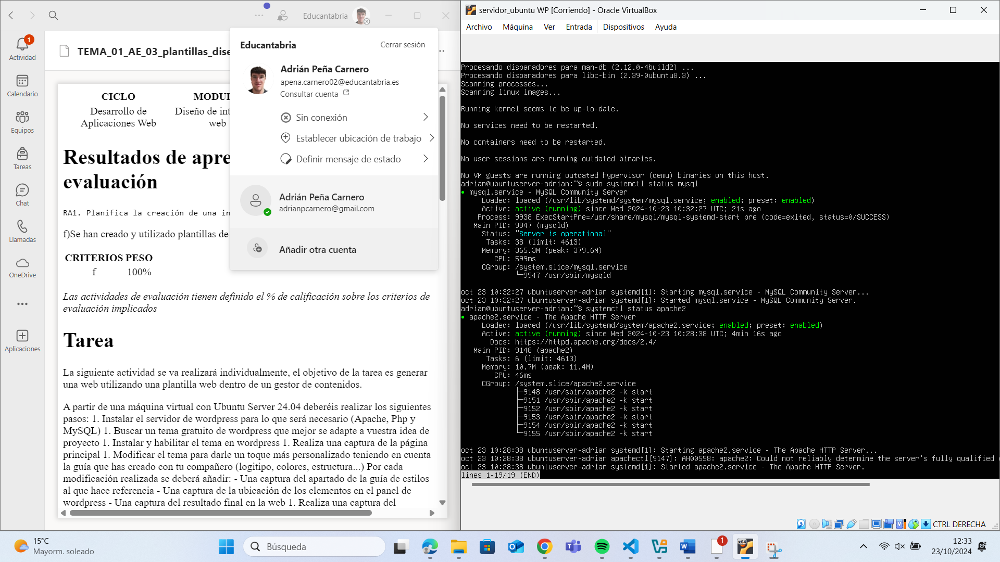 Educantabria
1
Actividad
Calendario
Equipos
Tareas
Chat
Llamadas
OneDrive
Aplicaciones
TEMA_01_AE_03_plantillas_dise
CICLO
MODUL
Desarrollo de
Aplicaciones Web
Diseño de int
web
Resultados de apre
evaluación
RA1. Planifica la creación de una in
f)Se han creado y utilizado plantillas de
CRITERIOS PESO
f 100%
Las actividades de evaluación tienen definido el % de calificación sobre los criterios de
evaluación implicados
Tarea
La siguiente actividad se va realizará individualmente, el objetivo de la tarea es generar
una web utilizando una plantilla web dentro de un gestor de contenidos.
A partir de una máquina virtual con Ubuntu Server 24.04 deberéis realizar los siguientes
pasos: 1. Instalar el servidor de wordpress para lo que será necesario (Apache, Php y
MySQL) 1. Buscar un tema gratuito de wordpress que mejor se adapte a vuestra idea de
proyecto 1. Instalar y habilitar el tema en wordpress 1. Realiza una captura de la página
principal 1. Modificar el tema para darle un toque más personalizado teniendo en cuenta
la guía que has creado con tu compañero (logitipo, colores, estructura...) Por cada
modificación realizada se deberá añadir: - Una captura del apartado de la guía de estilos
al que hace referencia - Una captura de la ubicación de los elementos en el panel de
wordpress - Una captura del resultado final en la web 1. Realiza una captura del
Educantabria
Cerrar sesión
Adrián Peña Carnero
apena.carnero02@educantabria.es
Consultar cuenta
Sin conexión
Establecer ubicación de trabajo
Definir mensaje de estado
Adrián Peña Carnero
adrianpcarnero@gmail.com
Añadir otra cuenta
servidor_ubuntu WP [Corriendo] - Oracle VirtualBox
Archivo Máquina Ver Entrada Dispositivos Ayuda
Procesando disparadores para man-db (2.12.0-4build2) ...
Procesando disparadores para libc-bin (2.39-0ubuntu8.3) ...
Scanning processes...
Scanning linux images...
Running kernel seems to be up-to-date.
No services need to be restarted.
No containers need to be restarted.
No user sessions are running outdated binaries.
No VM guests are running outdated hypervisor (qemu) binaries on this host.
adrian@ubuntuserver-adrian:~$ sudo systemctl status mysql
● mysql.service - MySQL Community Server
Loaded: loaded (/usr/lib/systemd/system/mysql.service; enabled; preset: enabled)
Active: active (running) since Wed 2024-10-23 10:32:27 UTC; 21s ago
Process: 9938 ExecStartPre=/usr/share/mysql/mysql-systemd-start pre (code=exited, status=0/SUCCESS)
Main PID: 9947 (mysqld)
Status: "Server is operational"
Tasks: 38 (limit: 4613)
Memory: 365.3M (peak: 379.6M)
CPU: 599ms
CGroup: /system.slice/mysql.service
└─9947 /usr/sbin/mysqld
oct 23 10:32:27 ubuntuserver-adrian systemd[1]: Starting mysql.service - MySQL Community Server...
oct 23 10:32:27 ubuntuserver-adrian systemd[1]: Started mysql.service - MySQL Community Server.
adrian@ubuntuserver-adrian:~$ systemctl status apache2
● apache2.service - The Apache HTTP Server
Loaded: loaded (/usr/lib/systemd/system/apache2.service; enabled; preset: enabled)
Active: active (running) since Wed 2024-10-23 10:28:38 UTC; 4min 16s ago
Docs: https://httpd.apache.org/docs/2.4/
Main PID: 9148 (apache2)
Tasks: 6 (limit: 4613)
Memory: 10.7M (peak: 11.4M)
CPU: 46ms
CGroup: /system.slice/apache2.service
├─9148 /usr/sbin/apache2 -k start
├─9151 /usr/sbin/apache2 -k start
├─9152 /usr/sbin/apache2 -k start
├─9153 /usr/sbin/apache2 -k start
├─9154 /usr/sbin/apache2 -k start
└─9155 /usr/sbin/apache2 -k start
oct 23 10:28:38 ubuntuserver-adrian systemd[1]: Starting apache2.service - The Apache HTTP Server...
oct 23 10:28:38 ubuntuserver-adrian apachectl[9147]: AH00558: apache2: Could not reliably determine the server's fully qualified
oct 23 10:28:38 ubuntuserver-adrian systemd[1]: Started apache2.service - The Apache HTTP Server.
lines 1-19/19 (END)
CTRL DERECHA
15°C
Mayorm. soleado
Búsqueda
1
12:33
23/10/2024